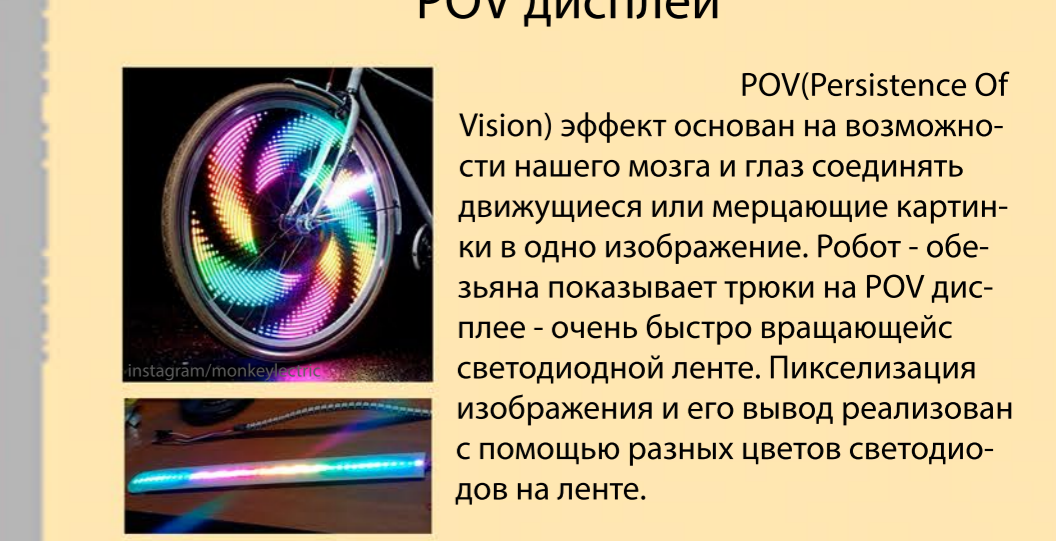 POV дисплей
POV(Persistence Of
Vision) эффект основан на возможно-
сти нашего мозга и глаз соединять
движущиеся или мерцающие картин-
ки в одно изображение. Робот - обе-
зьяна показывает трюки на POV дис-
плее - очень быстро вращающейс
светодиодной ленте. Пикселизация
изображения и его вывод реализован
с помощью разных цветов светодио-
дов на ленте.
instagram/monkeylectric